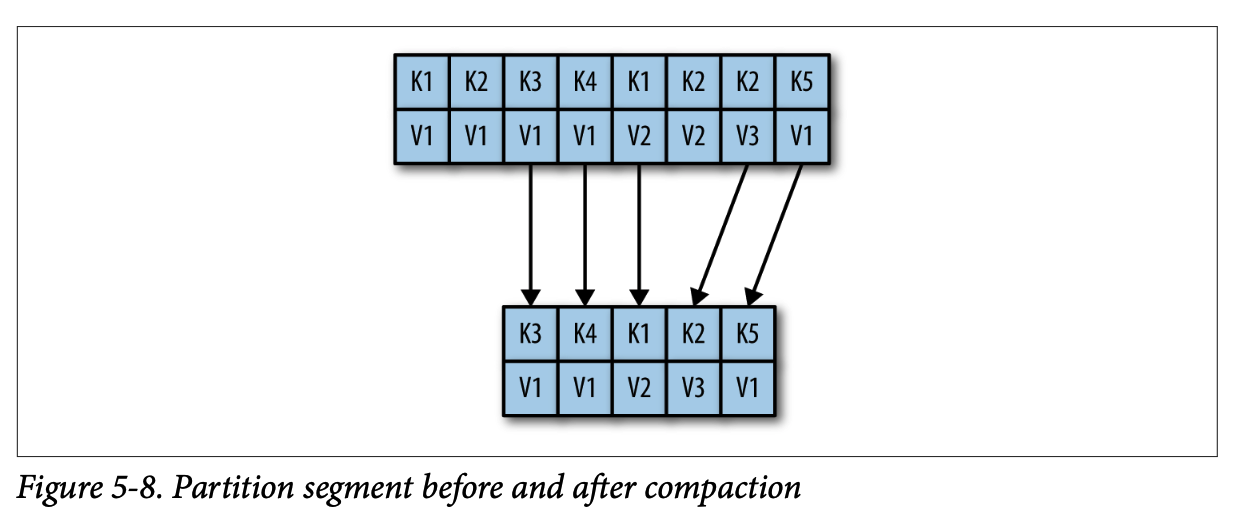 K1 K2 K3 K4 K1 K2 K2 K5
V1 V1 V1 V1 V2 V2 V3 V1
K3 K4 K1 K2 K5
V1 V1 V2 V3 V1
Figure 5-8. Partition segment before and after compaction